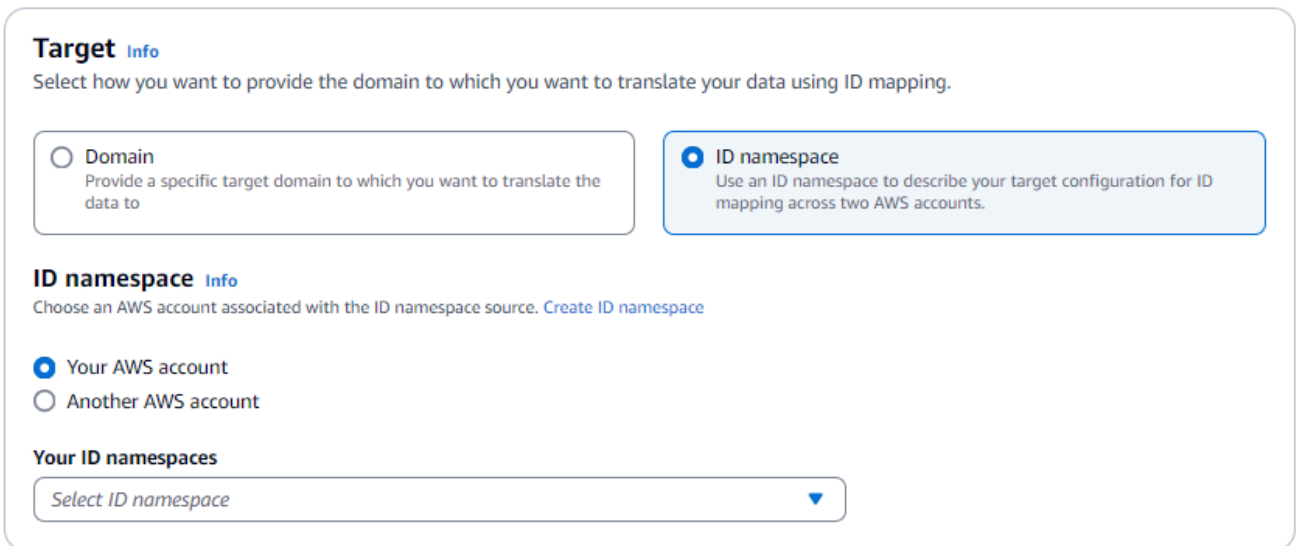 Target Info
Select how you want to provide the domain to which you want to translate your data using ID mapping.
Domain
Provide a specific target domain to which you want to translate the
data to
ID namespace
Use an ID namespace to describe your target configuration for ID
mapping across two AWS accounts.
ID namespace Info
Choose an AWS account associated with the ID namespace source. Create ID namespace
Your AWS account
Another AWS account
Your ID namespaces
Select ID namespace